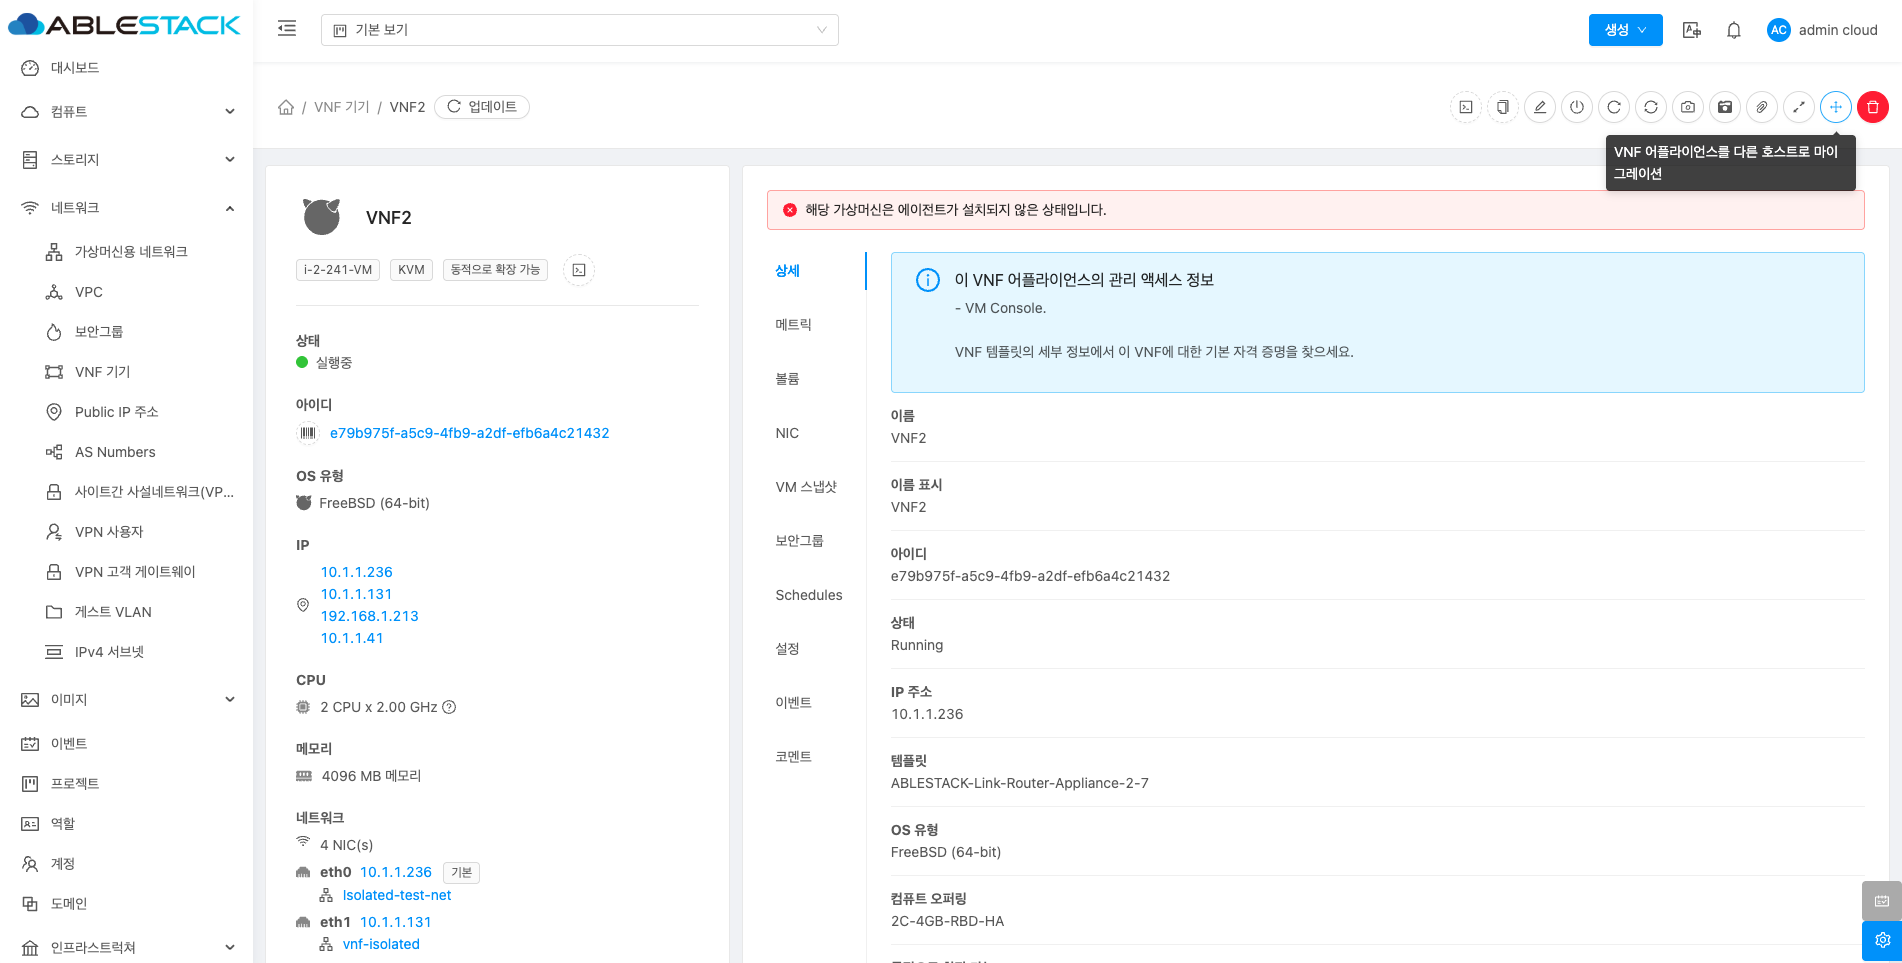 ABLESTACK
기본 보기
생성
AC
admin cloud
대시보드
컴퓨트
스토리지
네트워크
가상머신용 네트워크
VPC
보안그룹
VNF 기기
Public IP 주소
AS Numbers
사이트간 사설네트워크(VP...
VPN 사용자
VPN 고객 게이트웨이
게스트 VLAN
IPv4 서브넷
이미지
이벤트
프로젝트
역할
계정
도메인
인프라스트럭쳐
/ VNF 기기 / VNF2 업데이트
VNF 어플라이언스를 다른 호스트로 마이
그레이션
VNF2
i-2-241-VM KVM 동적으로 확장 가능
상태
실행중
아이디
e79b975f-a5c9-4fb9-a2df-efb6a4c21432
OS 유형
FreeBSD (64-bit)
IP
10.1.1.236
10.1.1.131
192.168.1.213
10.1.1.41
CPU
2 CPU x 2.00 GHz
메모리
4096 MB 메모리
네트워크
4 NIC(s)
eth0 10.1.1.236 기본
Isolated-test-net
eth1 10.1.1.131
vnf-isolated
해당 가상머신은 에이전트가 설치되지 않은 상태입니다.
상세
메트릭
볼륨
NIC
VM 스냅샷
보안그룹
Schedules
설정
이벤트
코멘트
이 VNF 어플라이언스의 관리 액세스 정보
- VM Console.
VNF 템플릿의 세부 정보에서 이 VNF에 대한 기본 자격 증명을 찾으세요.
이름
VNF2
이름 표시
VNF2
아이디
e79b975f-a5c9-4fb9-a2df-efb6a4c21432
상태
Running
IP 주소
10.1.1.236
템플릿
ABLESTACK-Link-Router-Appliance-2-7
OS 유형
FreeBSD (64-bit)
컴퓨트 오퍼링
2C-4GB-RBD-HA